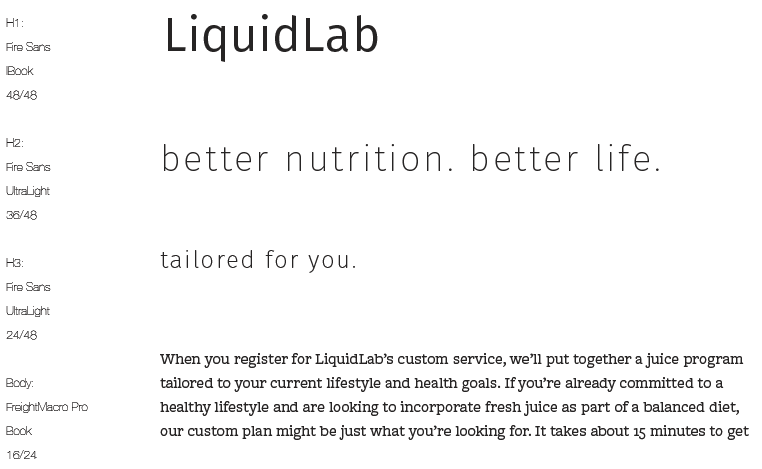 H1:
Fire Sans
lBook
48/48
LiquidLab
H2:
Fire Sans
UltraLight
36/48
better nutrition. better life.
H3:
Fire Sans
UltraLight
24/48
tailored for you.
Body:
FreightMacro Pro
Book
16/24
When you register for LiquidLab’s custom service, we’ll put together a juice program
tailored to your current lifestyle and health goals. If you’re already committed to a
healthy lifestyle and are looking to incorporate fresh juice as part of a balanced diet,
our custom plan might be just what you’re looking for. It takes about 15 minutes to get